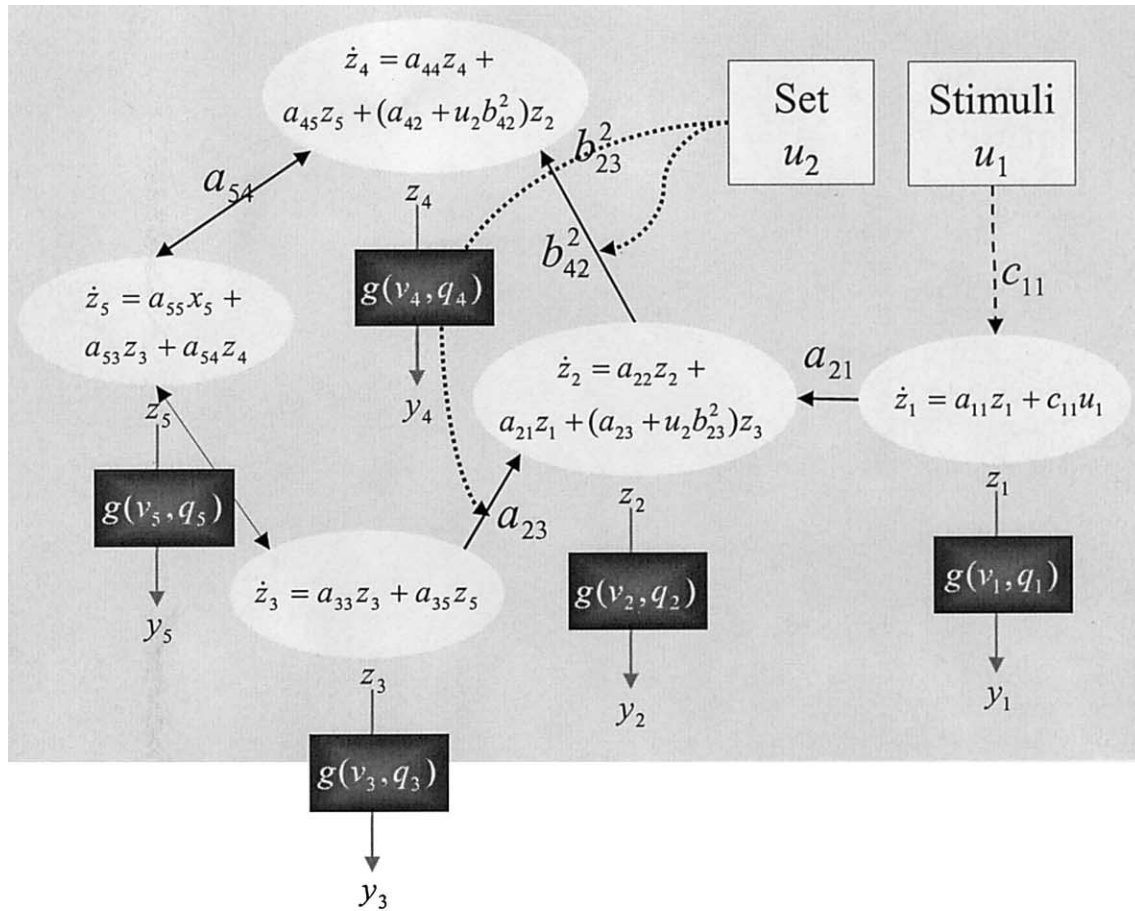 ż₄ = a₄₄z₄ +
a₄₅z₅ + (a₄₂ + u₂b²₄₂)z₂
Set
u₂
Stimuli
u₁
a₅₄
z₄
b²₂₃
b²₄₂
c₁₁
g(v₄, q₄)
y₄
ż₅ = a₅₅x₅ +
a₅₃z₃ + a₅₄z₄
z₅
g(v₅, q₅)
y₅
ż₂ = a₂₂z₂ +
a₂₁z₁ + (a₂₃ + u₂b²₂₃)z₃
a₂₁
ż₁ = a₁₁z₁ + c₁₁u₁
a₂₃
z₂
g(v₂, q₂)
y₂
z₁
g(v₁, q₁)
y₁
ż₃ = a₃₃z₃ + a₃₅z₅
z₃
g(v₃, q₃)
y₃